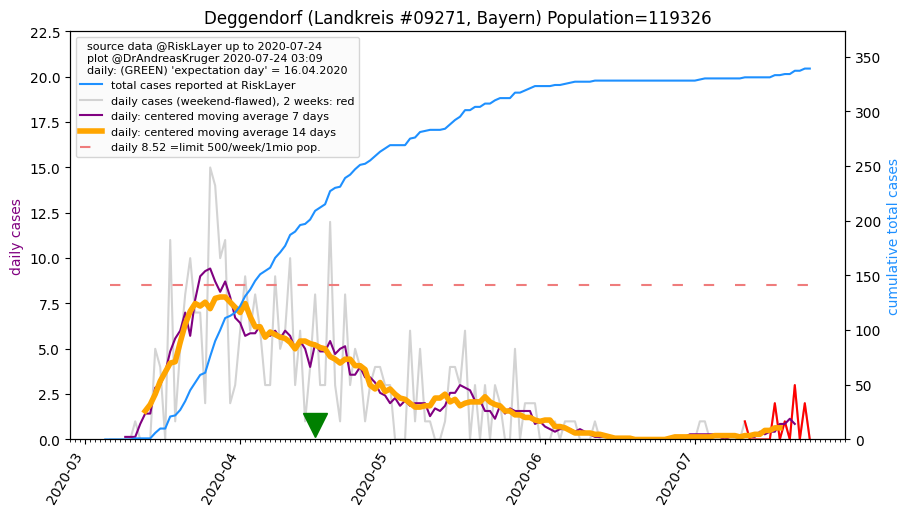 Deggendorf (Landkreis #09271, Bayern) Population=119326
source data @RiskLayer up to 2020-07-24
plot @DrAndreasKruger 2020-07-24 03:09
daily: (GREEN) 'expectation day' = 16.04.2020
total cases reported at RiskLayer
daily cases (weekend-flawed), 2 weeks: red
daily: centered moving average 7 days
daily: centered moving average 14 days
daily 8.52 =limit 500/week/1mio pop.
daily cases
22.5
20.0
17.5
15.0
12.5
10.0
7.5
5.0
2.5
0.0
350
300
250
200
150
100
50
0
cumulative total cases
2020-03
2020-04
2020-05
2020-06
2020-07